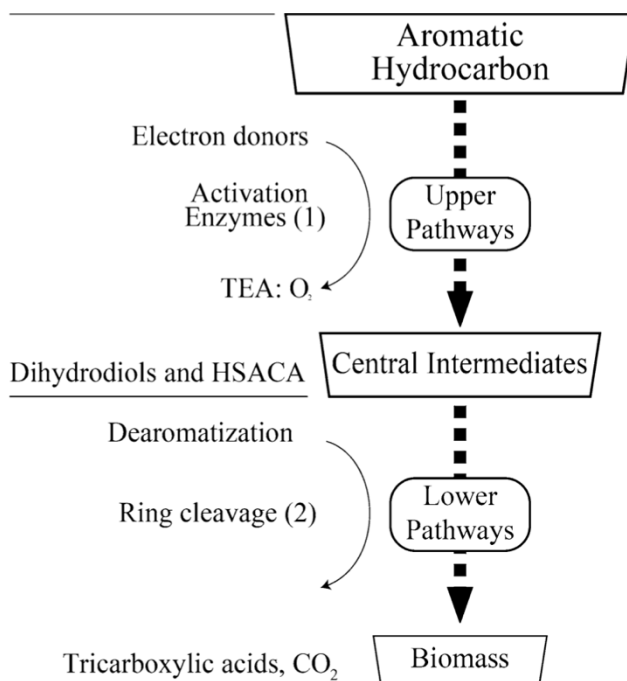 Aromatic
Hydrocarbon
Electron donors
Activation
Enzymes (1)
Upper
Pathways
TEA: O₂
Central Intermediates
Dihydrodiols and HSACA
Dearomatization
Ring cleavage (2)
Lower
Pathways
Tricarboxylic acids, CO₂
Biomass